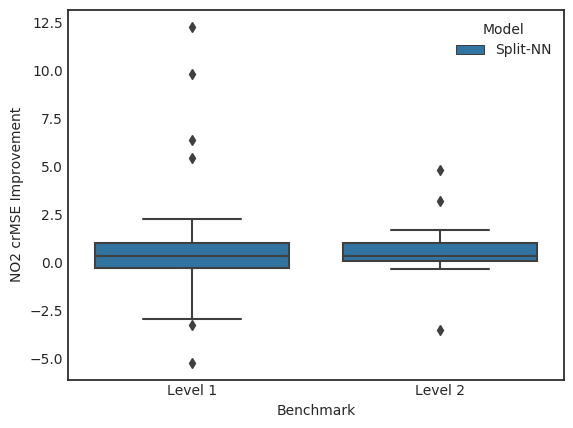 12.5
10.0
7.5
5.0
2.5
0.0
−2.5
−5.0
NO2 crMSE Improvement
Model
Split-NN
Level 1
Level 2
Benchmark